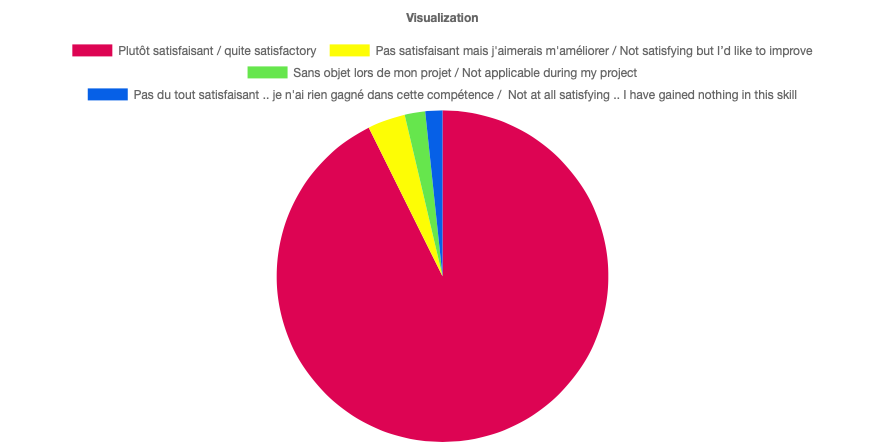 Visualization
Plutôt satisfaisant / quite satisfactory Pas satisfaisant mais j'aimerais m'améliorer / Not satisfying but I'd like to improve
Sans objet lors de mon projet / Not applicable during my project
Pas du tout satisfaisant .. je n'ai rien gagné dans cette compétence /  Not at all satisfying .. I have gained nothing in this skill